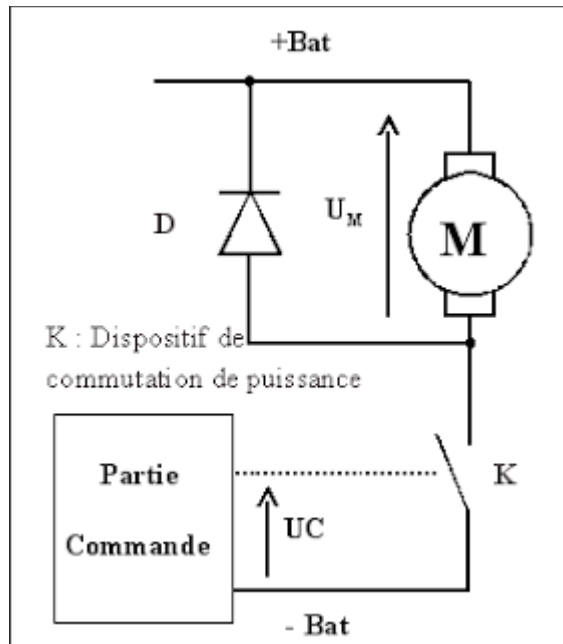 +Bat
D
U_M
M
K : Dispositif de
commutation de puissance
Partie
Commande
UC
K
- Bat